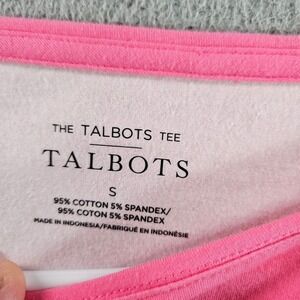 THE TALBOTS TEE
TALBOTS
S
95% COTTON 5% SPANDEX/
95% COTON 5% SPANDEX
MADE IN INDONESIA/FABRIQUÉ EN INDONÉSIE